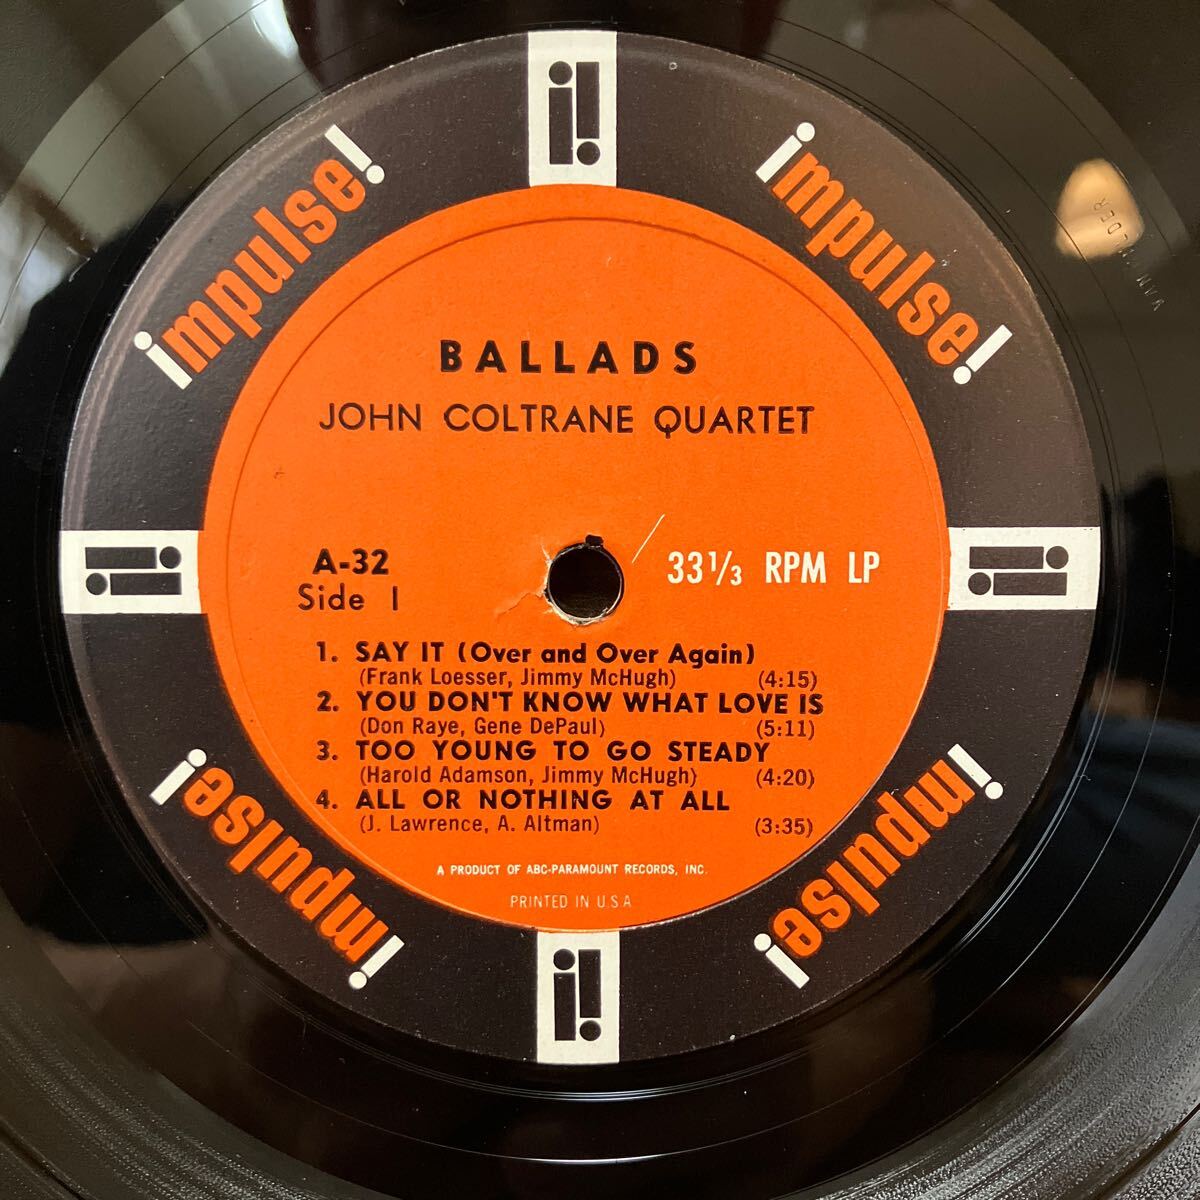 impulse!
impulse!
BALLADS
JOHN COLTRANE QUARTET
A-32
Side 1
33 1/3 RPM LP
1. SAY IT (Over and Over Again)
(Frank Loesser, Jimmy McHugh) (4:15)
2. YOU DON'T KNOW WHAT LOVE IS
(Don Raye, Gene DePaul) (5:11)
3. TOO YOUNG TO GO STEADY
(Harold Adamson, Jimmy McHugh) (4:20)
4. ALL OR NOTHING AT ALL
(J. Lawrence, A. Altman) (3:35)
A PRODUCT OF ABC-PARAMOUNT RECORDS, INC.
PRINTED IN U.S.A
impulse!
impulse!
VAN